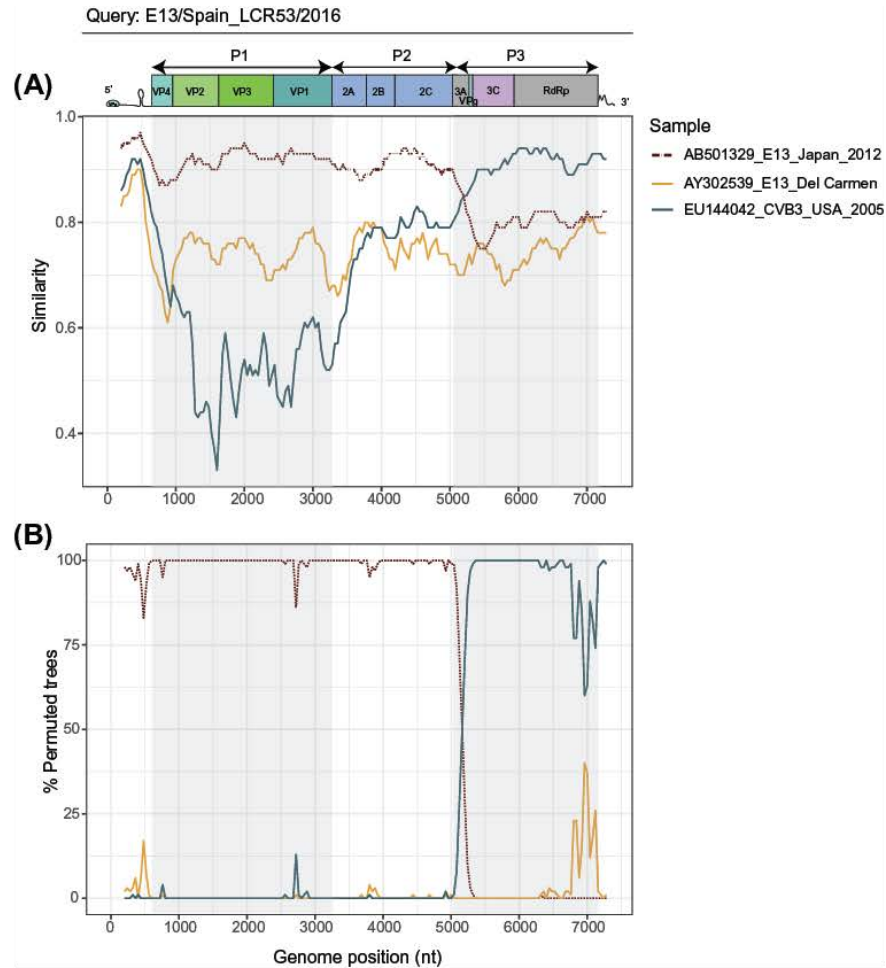 Query: E13/Spain_LCR53/2016
P1 P2 P3
(A)
5' VP4 VP2 VP3 VP1 2A 2B 2C 3A VPg 3C RdRp 3'
Sample
AB501329_E13_Japan_2012
AY302539_E13_Del Carmen
EU144042_CVB3_USA_2005
Similarity
1.0
0.8
0.6
0.4
0 1000 2000 3000 4000 5000 6000 7000
(B)
% Permuted trees
100
75
50
25
0
0 1000 2000 3000 4000 5000 6000 7000
Genome position (nt)